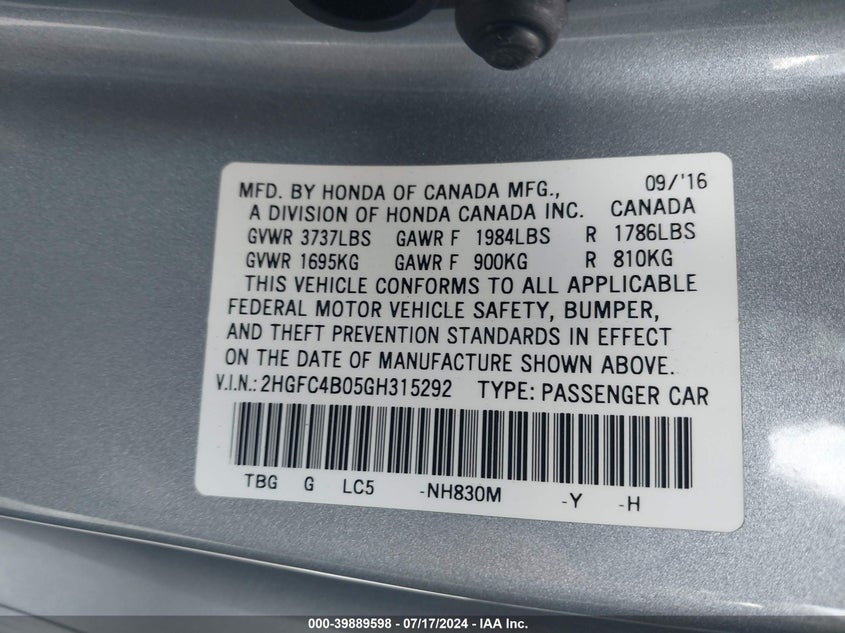 MFD. BY HONDA OF CANADA MFG., 09/'16
A DIVISION OF HONDA CANADA INC. CANADA
GVWR 3737LBS GAWR F 1984LBS R 1786LBS
GVWR 1695KG GAWR F 900KG R 810KG
THIS VEHICLE CONFORMS TO ALL APPLICABLE
FEDERAL MOTOR VEHICLE SAFETY, BUMPER,
AND THEFT PREVENTION STANDARDS IN EFFECT
ON THE DATE OF MANUFACTURE SHOWN ABOVE.
V.I.N.: 2HGFC4B05GH315292 TYPE: PASSENGER CAR
TBG G LC5 -NH830M -Y -H
000-39889598 - 07/17/2024 - IAA Inc.